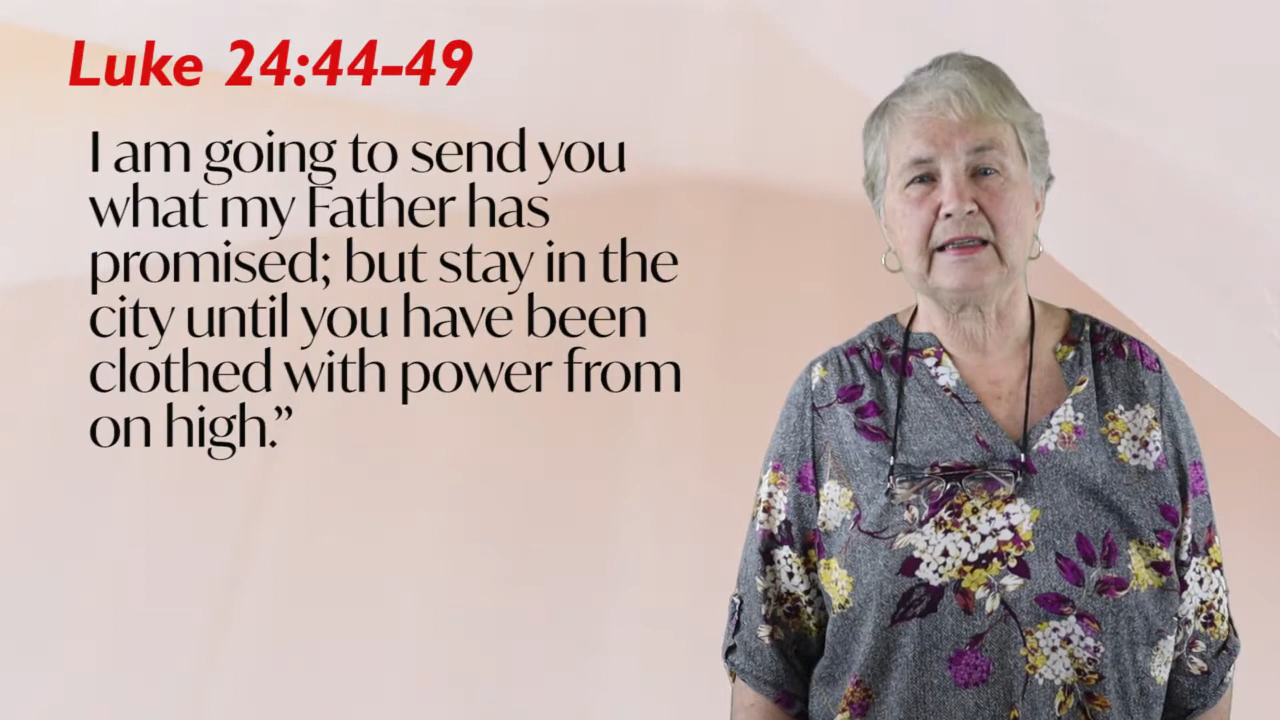 Luke 24:44-49
I am going to send you
what my Father has
promised; but stay in the
city until you have been
clothed with power from
on high.”